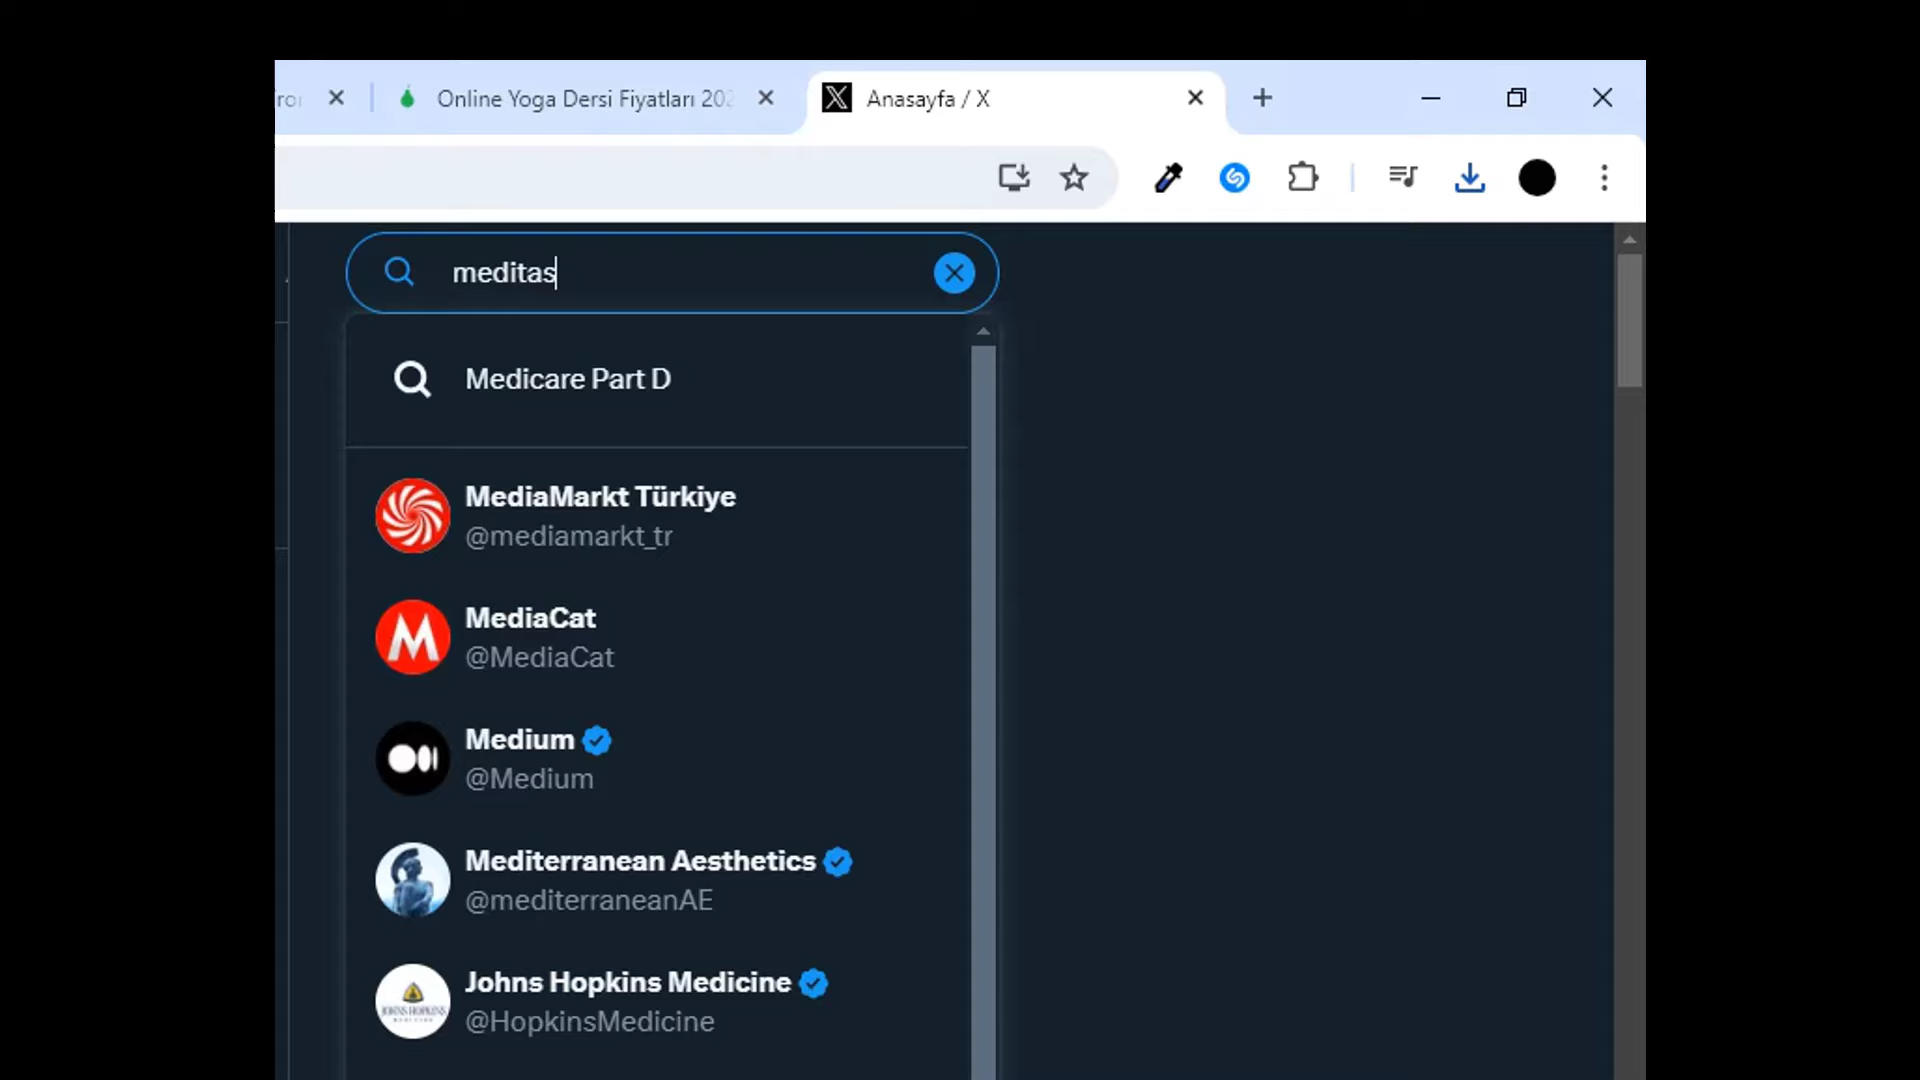 Online Yoga Dersi Fiyatları 202
Anasayfa / X
meditas
Medicare Part D
MediaMarkt Türkiye
@mediamarkt_tr
MediaCat
@MediaCat
Medium
@Medium
Mediterranean Aesthetics
@mediterraneanAE
Johns Hopkins Medicine
@HopkinsMedicine